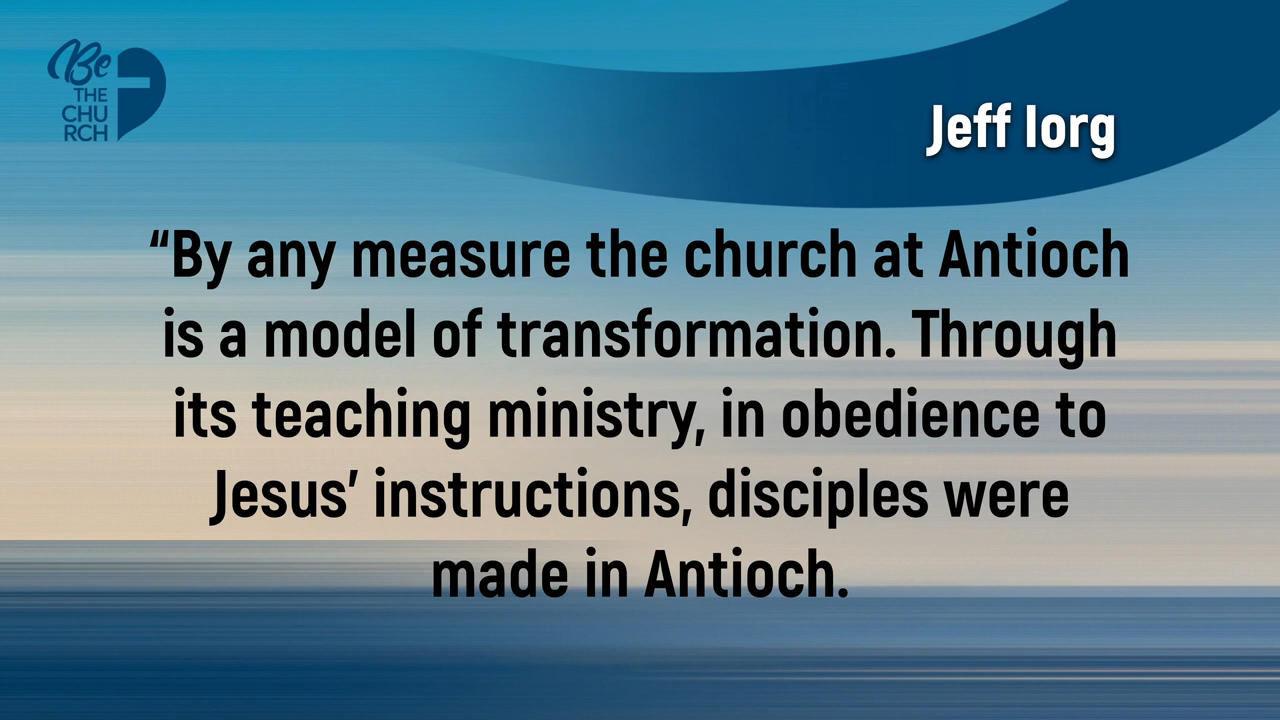 Be
THE
CHU
RCH
Jeff Iorg
“By any measure the church at Antioch
is a model of transformation. Through
its teaching ministry, in obedience to
Jesus’ instructions, disciples were
made in Antioch.